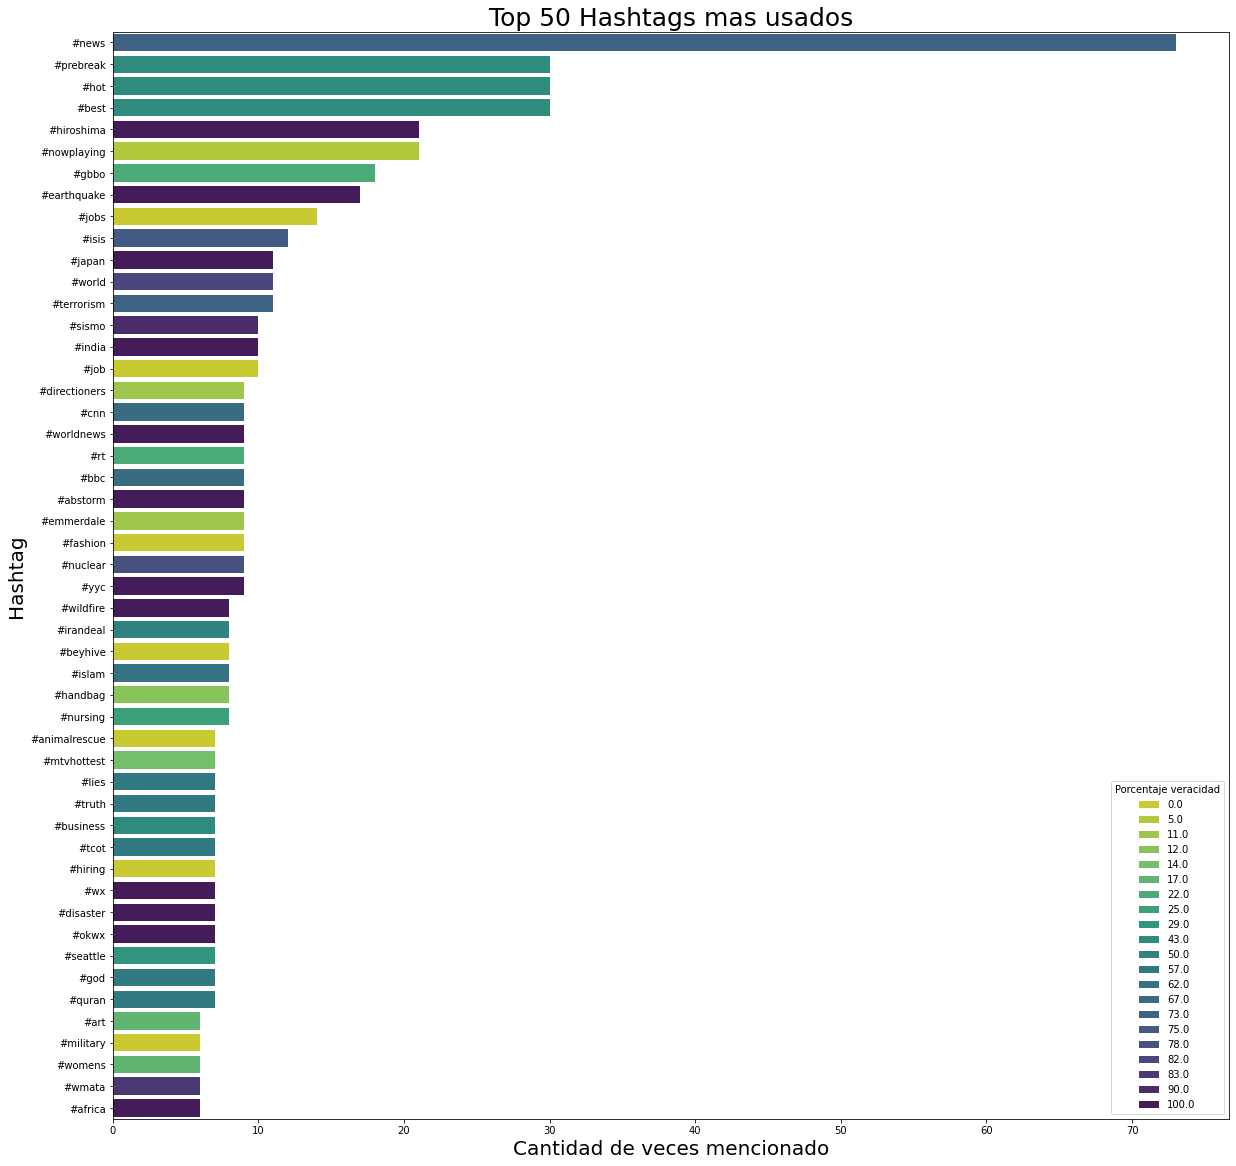 Top 50 Hashtags mas usados
Hashtag
#news
#prebreak
#hot
#best
#hiroshima
#nowplaying
#gbbo
#earthquake
#jobs
#isis
#japan
#world
#terrorism
#sismo
#india
#job
#directioners
#cnn
#worldnews
#rt
#bbc
#abstorm
#emmerdale
#fashion
#nuclear
#yyc
#wildfire
#irandeal
#beyhive
#islam
#handbag
#nursing
#animalrescue
#mtvhottest
#lies
#truth
#business
#tcot
#hiring
#wx
#disaster
#okwx
#seattle
#god
#quran
#art
#military
#womens
#wmata
#africa
Porcentaje veracidad
0.0
5.0
11.0
12.0
14.0
17.0
22.0
25.0
29.0
43.0
50.0
57.0
62.0
67.0
73.0
75.0
78.0
82.0
83.0
90.0
100.0
0 10 20 30 40 50 60 70
Cantidad de veces mencionado